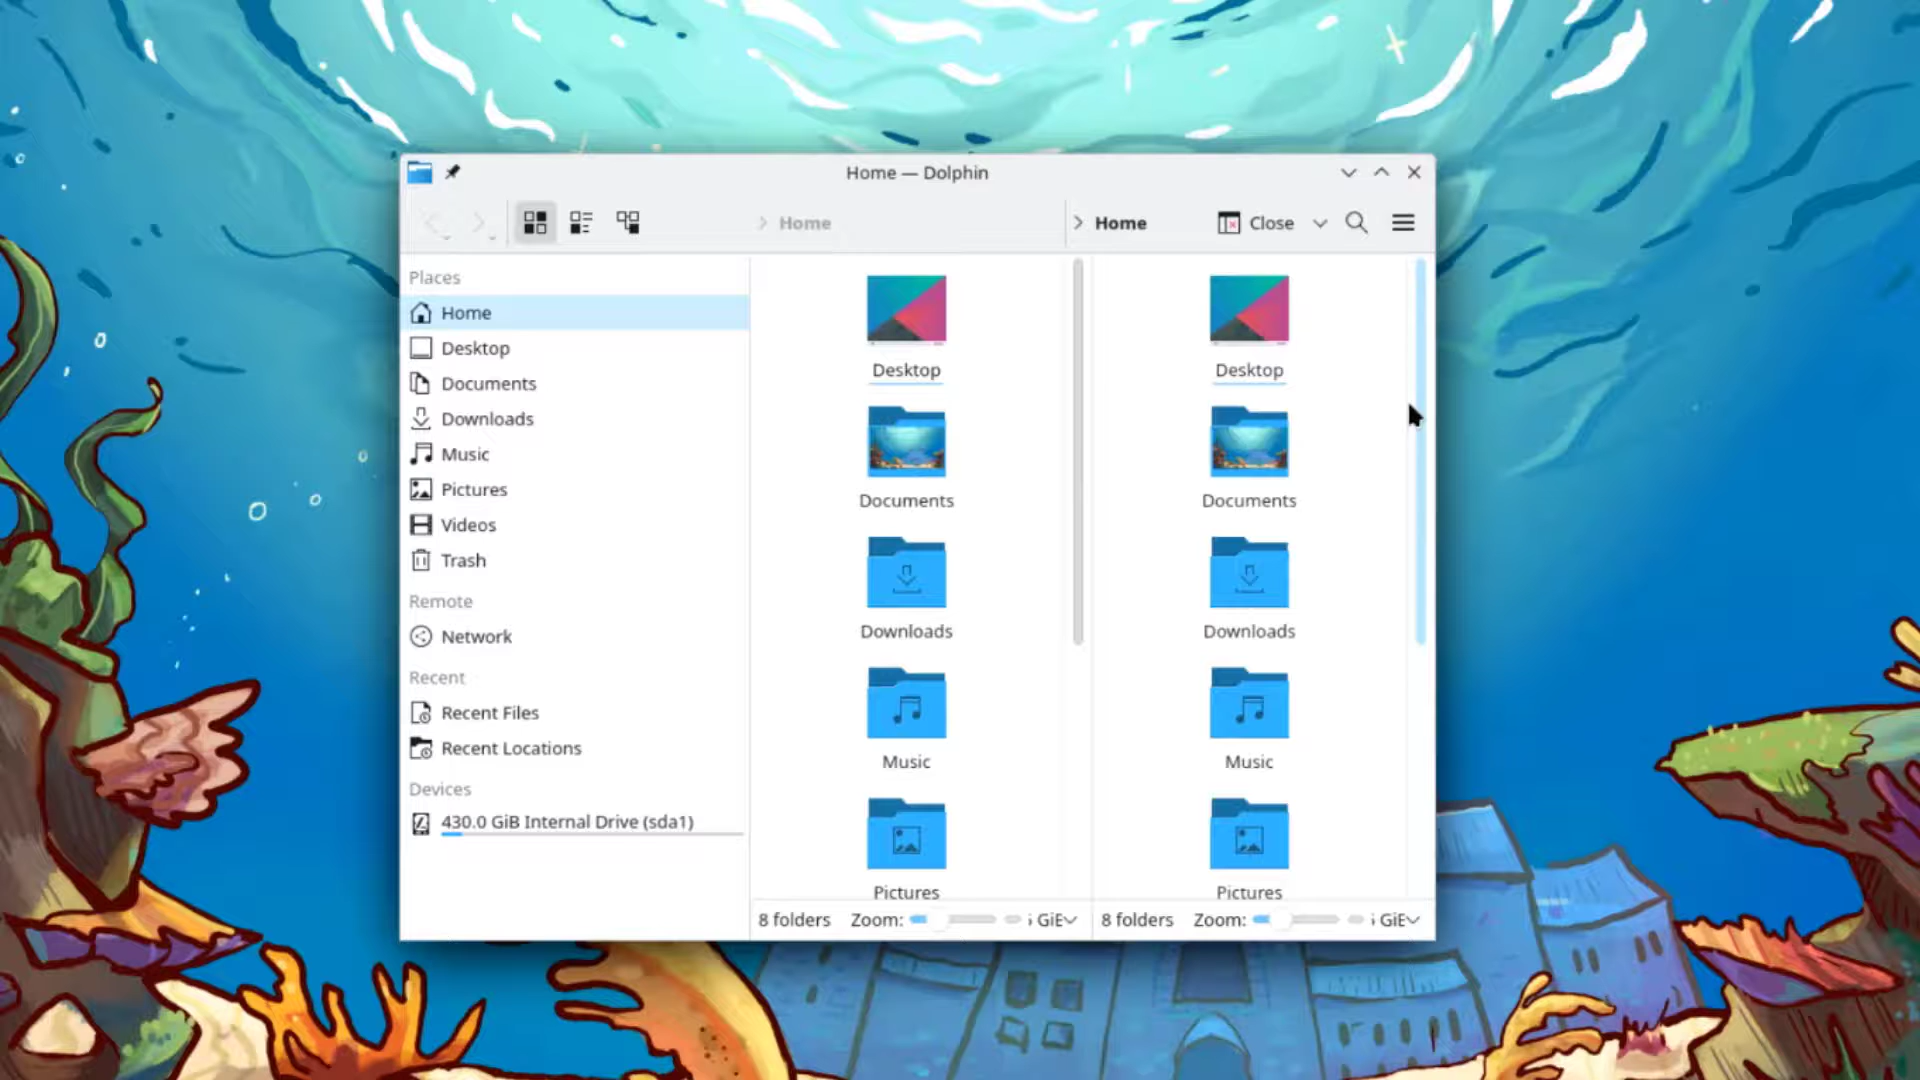 Home — Dolphin
Home
Home
Close
Places
Home
Desktop
Documents
Downloads
Music
Pictures
Videos
Trash
Remote
Network
Recent
Recent Files
Recent Locations
Devices
430.0 GiB Internal Drive (sda1)
Desktop
Desktop
Documents
Documents
Downloads
Downloads
Music
Music
Pictures
Pictures
8 folders Zoom: GiB
8 folders Zoom: GiB